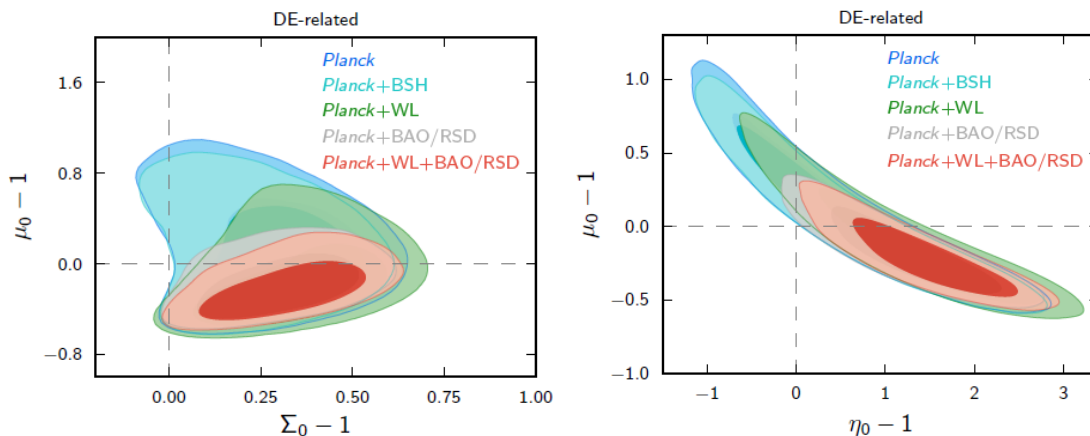 DE-related
Planck
Planck+BSH
Planck+WL
Planck+BAO/RSD
Planck+WL+BAO/RSD
1.6
0.8
0.0
−0.8
μ₀ − 1
0.00 0.25 0.50 0.75 1.00
Σ₀ − 1
DE-related
Planck
Planck+BSH
Planck+WL
Planck+BAO/RSD
Planck+WL+BAO/RSD
1.0
0.5
0.0
−0.5
−1.0
μ₀ − 1
−1 0 1 2 3
η₀ − 1